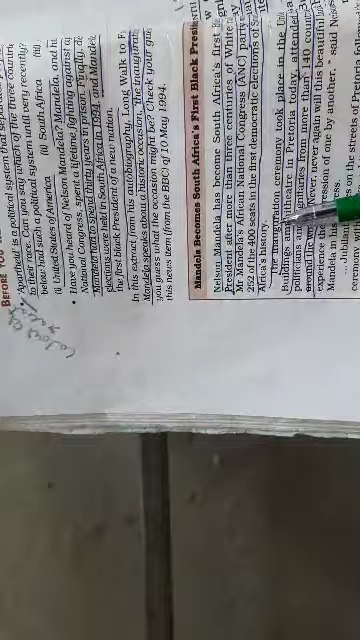 BEFORE YOU
'Apartheid' is a political system that separates
to their race. Can you say which of the three countri
below had such a political system until very recently?
(i) United States of America (ii) South Africa (iii)
• Have you heard of Nelson Mandela? Mandela, and hi
National Congress, spent a lifetime fighting against
Mandela had to spend thirty years in prison. Finally, de
elections were held in South Africa in 1994, and Mandel
the first black President of a new nation.
In this extract from his autobiography, Long Walk to F
Mandela speaks about a historic occasion, 'the inaugurati
you guess what the occasion might be? Check your gue
this news item (from the BBC) of 10 May 1994.
Mandela Becomes South Africa's First Black President
Nelson Mandela has become South Africa's first B
President after more than three centuries of White
Mr Mandela's African National Congress (ANC) party
252 of the 400 seats in the first democratic elections of So
Africa's history.
The inauguration ceremony took place in the Uni
Buildings amphitheatre in Pretoria today, attended
politicians and dignitaries from more than 140 count
around the "Never, never again will this beautiful l
experience the oppression of one by another, " said Nels
Mandela in his address.
... Jubilant on the streets of Pretoria
ceremony